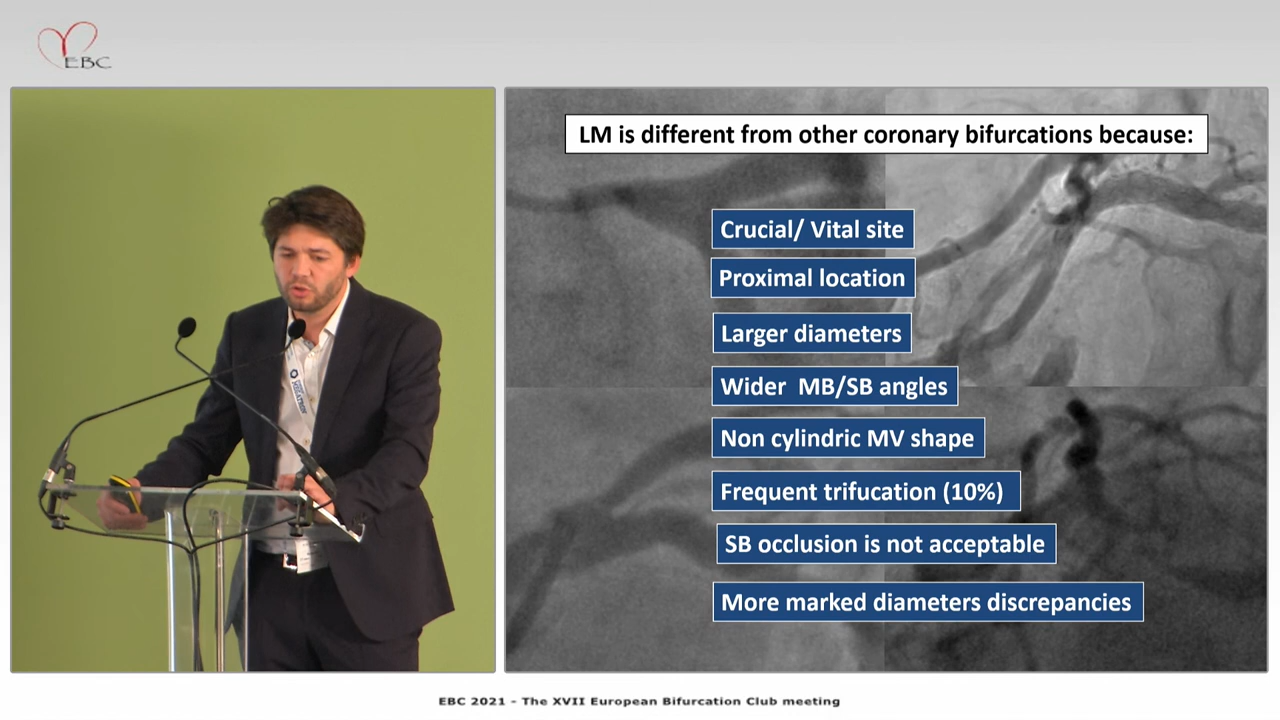 EBC
LM is different from other coronary bifurcations because:
Crucial/ Vital site
Proximal location
Larger diameters
Wider  MB/SB angles
Non cylindric MV shape
Frequent trifucation (10%)
SB occlusion is not acceptable
More marked diameters discrepancies
EBC 2021 - The XVII European Bifurcation Club meeting